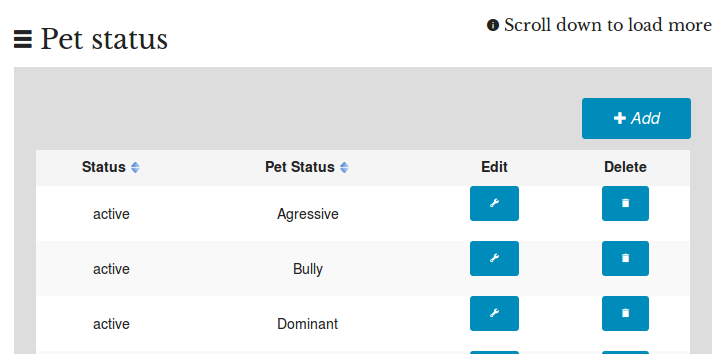 Pet status
Scroll down to load more
Add
Status Pet Status Edit Delete
active Agressive
active Bully
active Dominant